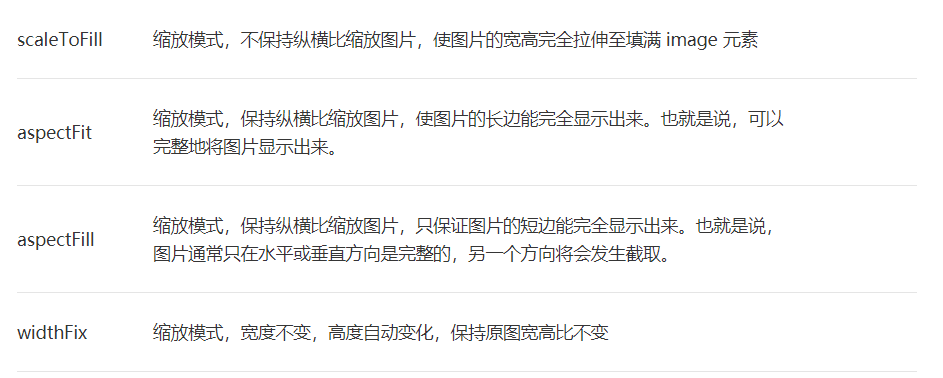 scaleToFill 缩放模式，不保持纵横比缩放图片，使图片的宽高完全拉伸至填满 image 元素
aspectFit 缩放模式，保持纵横比缩放图片，使图片的长边能完全显示出来。也就是说，可以
完整地将图片显示出来。
aspectFill 缩放模式，保持纵横比缩放图片，只保证图片的短边能完全显示出来。也就是说，
图片通常只在水平或垂直方向是完整的，另一个方向将会发生截取。
widthFix 缩放模式，宽度不变，高度自动变化，保持原图宽高比不变